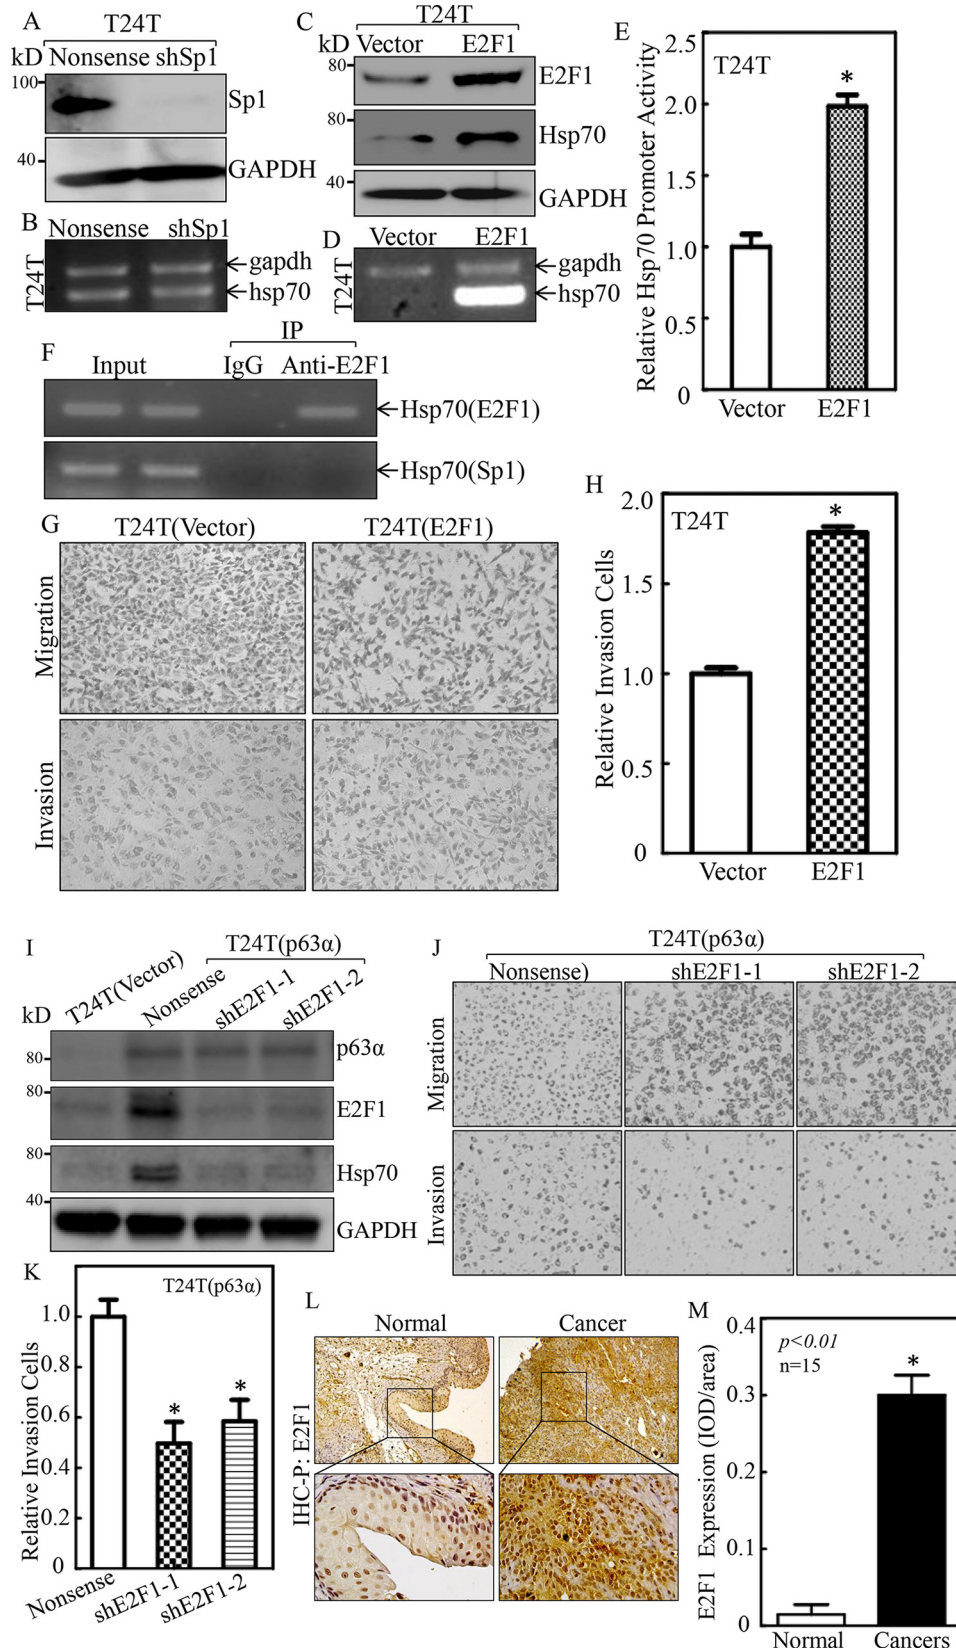 A
T24T
kD Nonsense shSp1
100
Sp1
40
GAPDH
B
Nonsense shSp1
T24T
gapdh
hsp70
C
T24T
kD Vector E2F1
80
E2F1
80
Hsp70
40
GAPDH
D
Vector E2F1
T24T
gapdh
hsp70
E
Relative Hsp70 Promoter Activity
2.5
2.0
1.5
1.0
0.5
0
T24T
*
Vector E2F1
F
IP
Input IgG Anti-E2F1
Hsp70(E2F1)
Hsp70(Sp1)
G
T24T(Vector) T24T(E2F1)
Migration
Invasion
H
Relative Invasion Cells
2.0
1.5
1.0
0.5
0
T24T
*
Vector E2F1
I
T24T(p63α)
T24T(Vector) Nonsense shE2F1-1 shE2F1-2
kD
80
p63α
80
E2F1
80
Hsp70
40
GAPDH
J
T24T(p63α)
Nonsense) shE2F1-1 shE2F1-2
Migration
Invasion
K
Relative Invasion Cells
1.0
0.8
0.6
0.4
0.2
0
T24T(p63α)
*
*
Nonsense shE2F1-1 shE2F1-2
L
Normal Cancer
IHC-P: E2F1
M
E2F1 Expression (IOD/area)
0.4
0.3
0.2
0.1
0
p<0.01
n=15
*
Normal Cancers